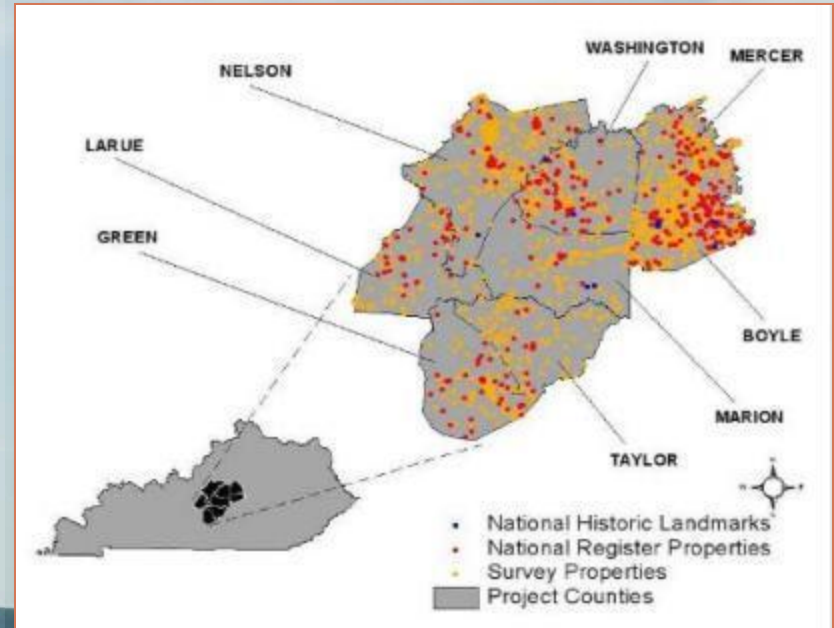 WASHINGTON
MERCER
NELSON
LARUE
GREEN
BOYLE
MARION
TAYLOR
National Historic Landmarks
National Register Properties
Survey Properties
Project Counties